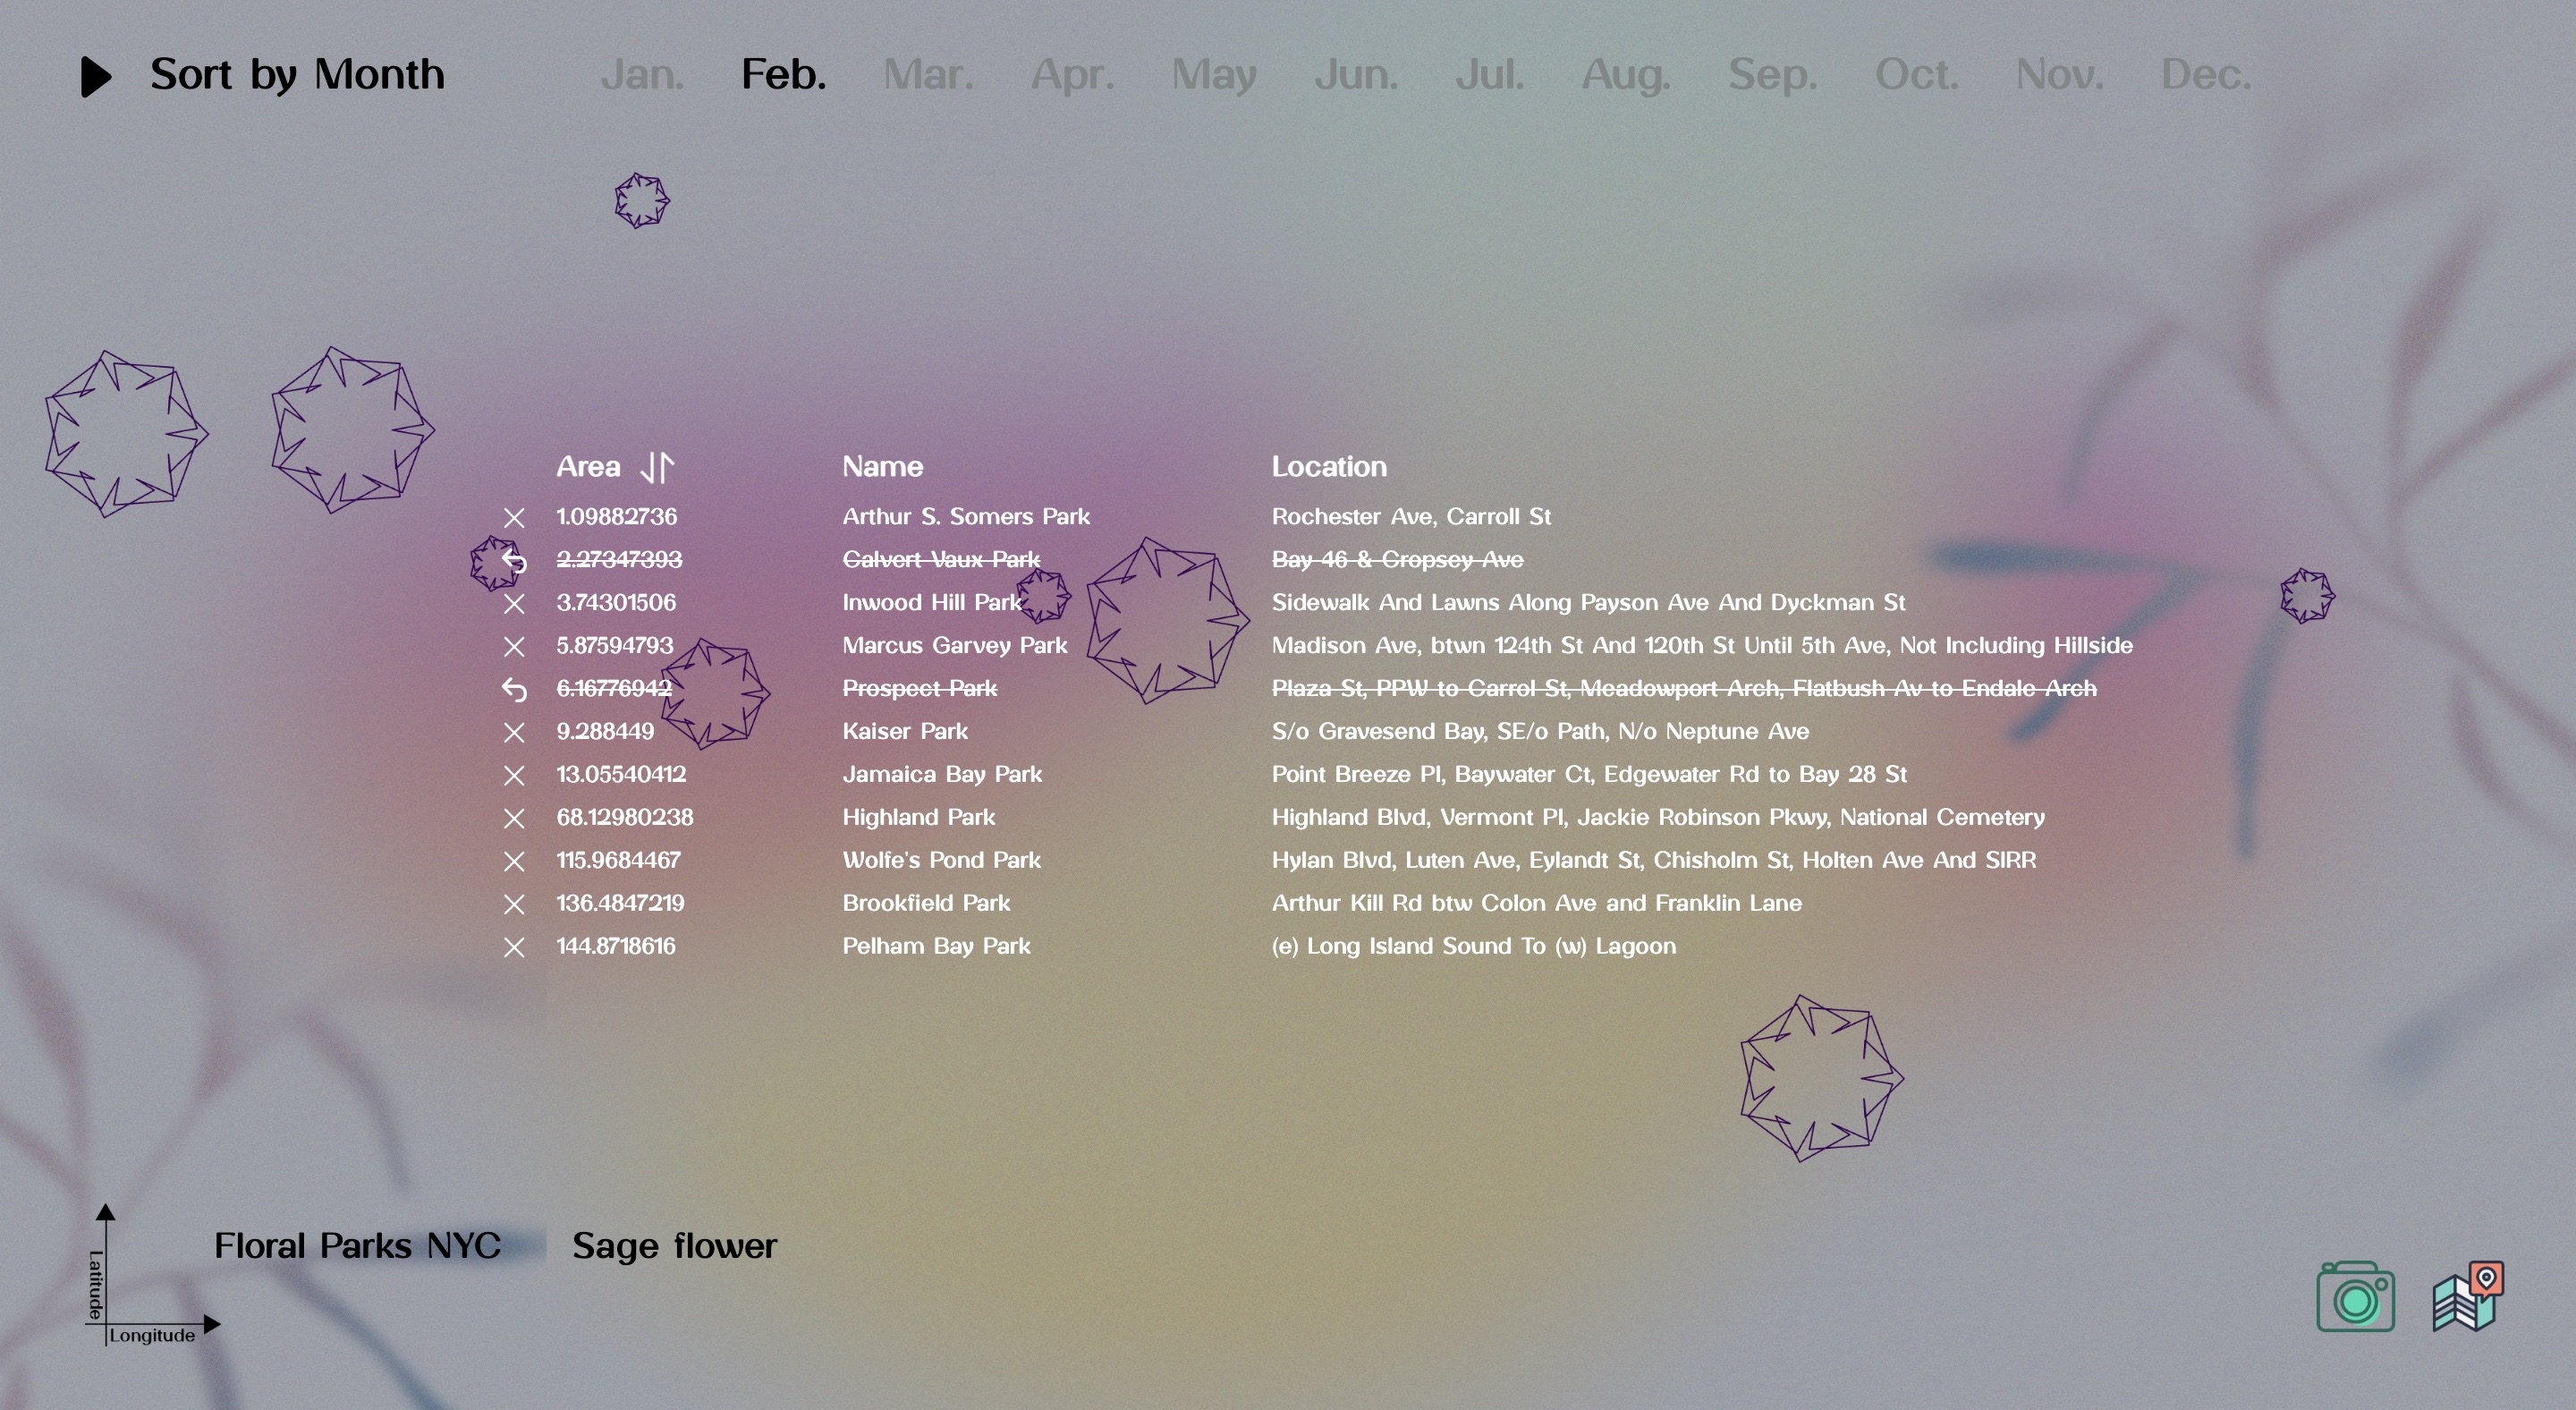 Sort by Month Jan. Feb. Mar. Apr. May Jun. Jul. Aug. Sep. Oct. Nov. Dec.
Area Name Location
1.09882736 Arthur S. Somers Park Rochester Ave, Carroll St
2.27347393 Calvert Vaux Park Bay 46 & Cropsey Ave
3.74301506 Inwood Hill Park Sidewalk And Lawns Along Payson Ave And Dyckman St
5.87594793 Marcus Garvey Park Madison Ave, btwn 124th St And 120th St Until 5th Ave, Not Including Hillside
6.16776942 Prospect Park Plaza St, PPW to Carrol St, Meadowport Arch, Flatbush Av to Endale Arch
9.288449 Kaiser Park S/o Gravesend Bay, SE/o Path, N/o Neptune Ave
13.05540412 Jamaica Bay Park Point Breeze Pl, Baywater Ct, Edgewater Rd to Bay 28 St
68.12980238 Highland Park Highland Blvd, Vermont Pl, Jackie Robinson Pkwy, National Cemetery
115.9684467 Wolfe's Pond Park Hylan Blvd, Luten Ave, Eylandt St, Chisholm St, Holten Ave And SIRR
136.4847219 Brookfield Park Arthur Kill Rd btw Colon Ave and Franklin Lane
144.8718616 Pelham Bay Park (e) Long Island Sound To (w) Lagoon
Floral Parks NYC Sage flower
Latitude
Longitude